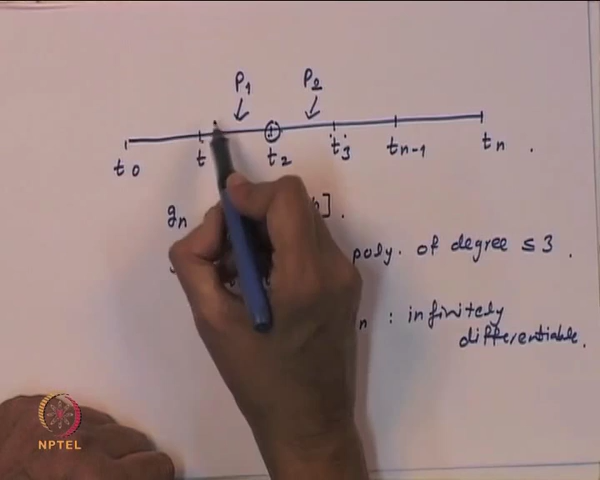 P1 P2
t0 t t2 t3 tn-1 tn .
gn ] .
poly. of degree ≤ 3 .
n : infinitely
differentiable.
NPTEL